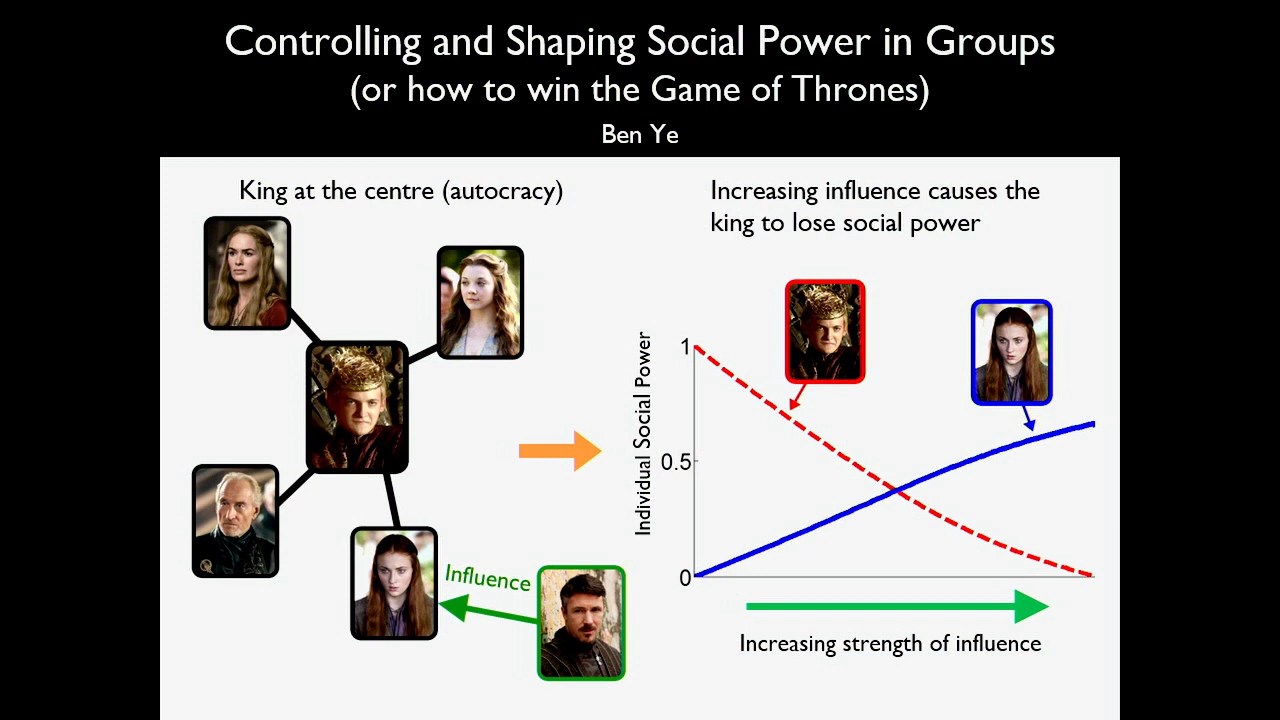 Controlling and Shaping Social Power in Groups
(or how to win the Game of Thrones)
Ben Ye
King at the centre (autocracy)
Influence
Increasing influence causes the
king to lose social power
Individual Social Power
1
0.5
0
Increasing strength of influence